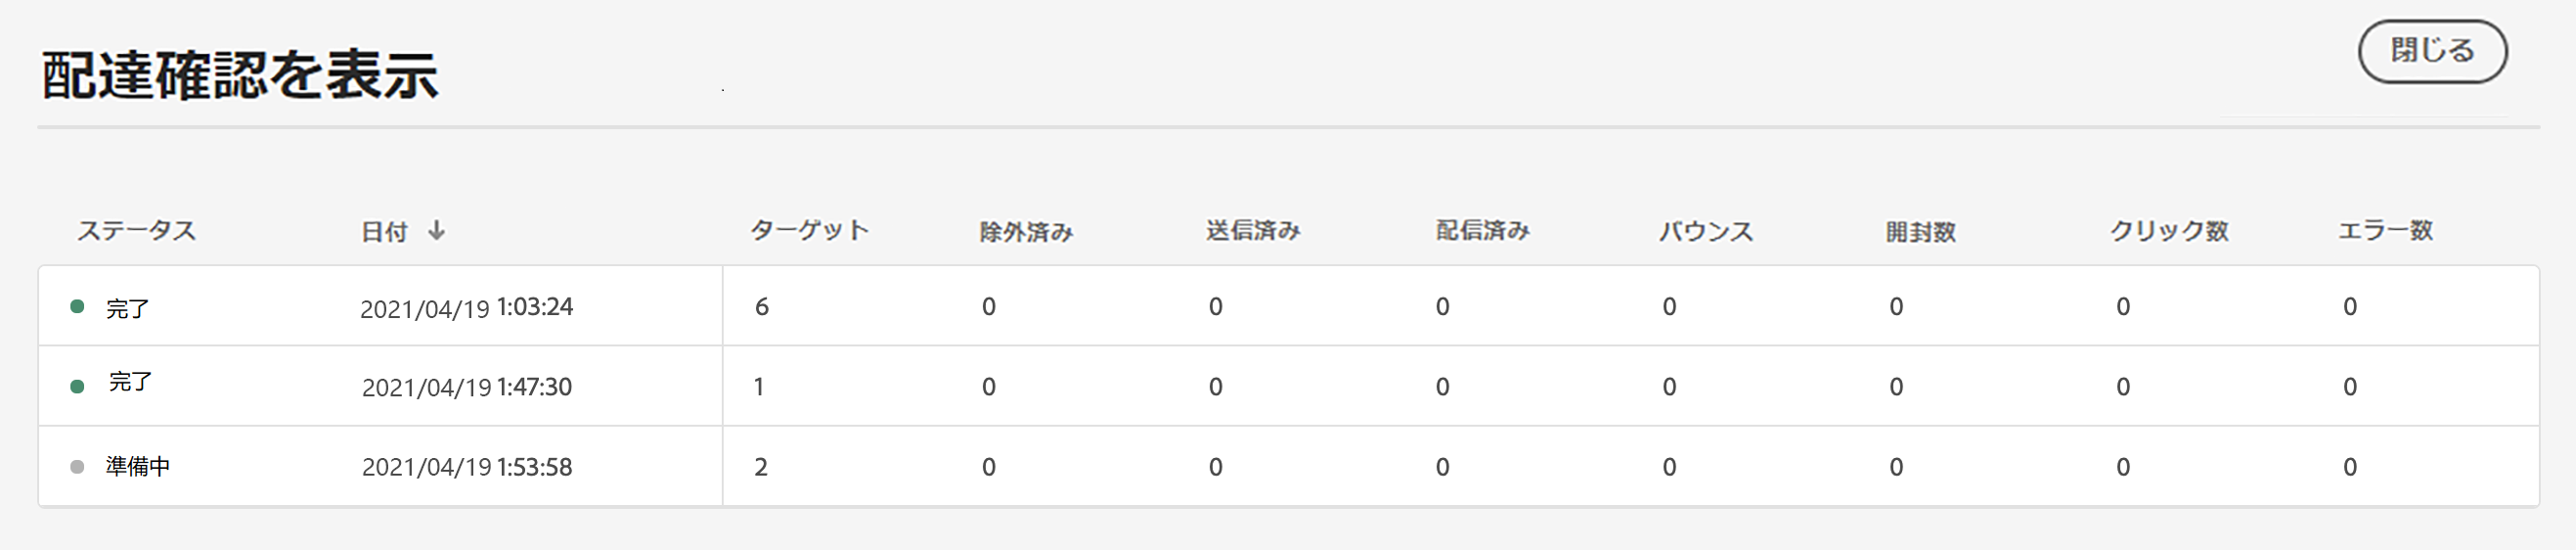 配達確認を表示
閉じる
ステータス 日付 ↓ ターゲット 除外済み 送信済み 配信済み バウンス 開封数 クリック数 エラー数
完了 2021/04/19 1:03:24 6 0 0 0 0 0 0 0
完了 2021/04/19 1:47:30 1 0 0 0 0 0 0 0
準備中 2021/04/19 1:53:58 2 0 0 0 0 0 0 0